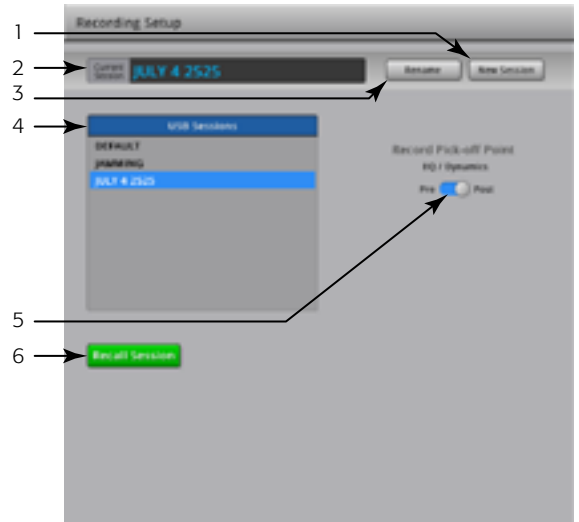 Recording Setup
1
2
Current Session
JULY 4 2525
Rename
New Session
3
4
USB Sessions
DEFAULT
JAMMING
JULY 4 2525
Record Pick-off Point
EQ / Dynamics
Pre
Post
5
6
Recall Session